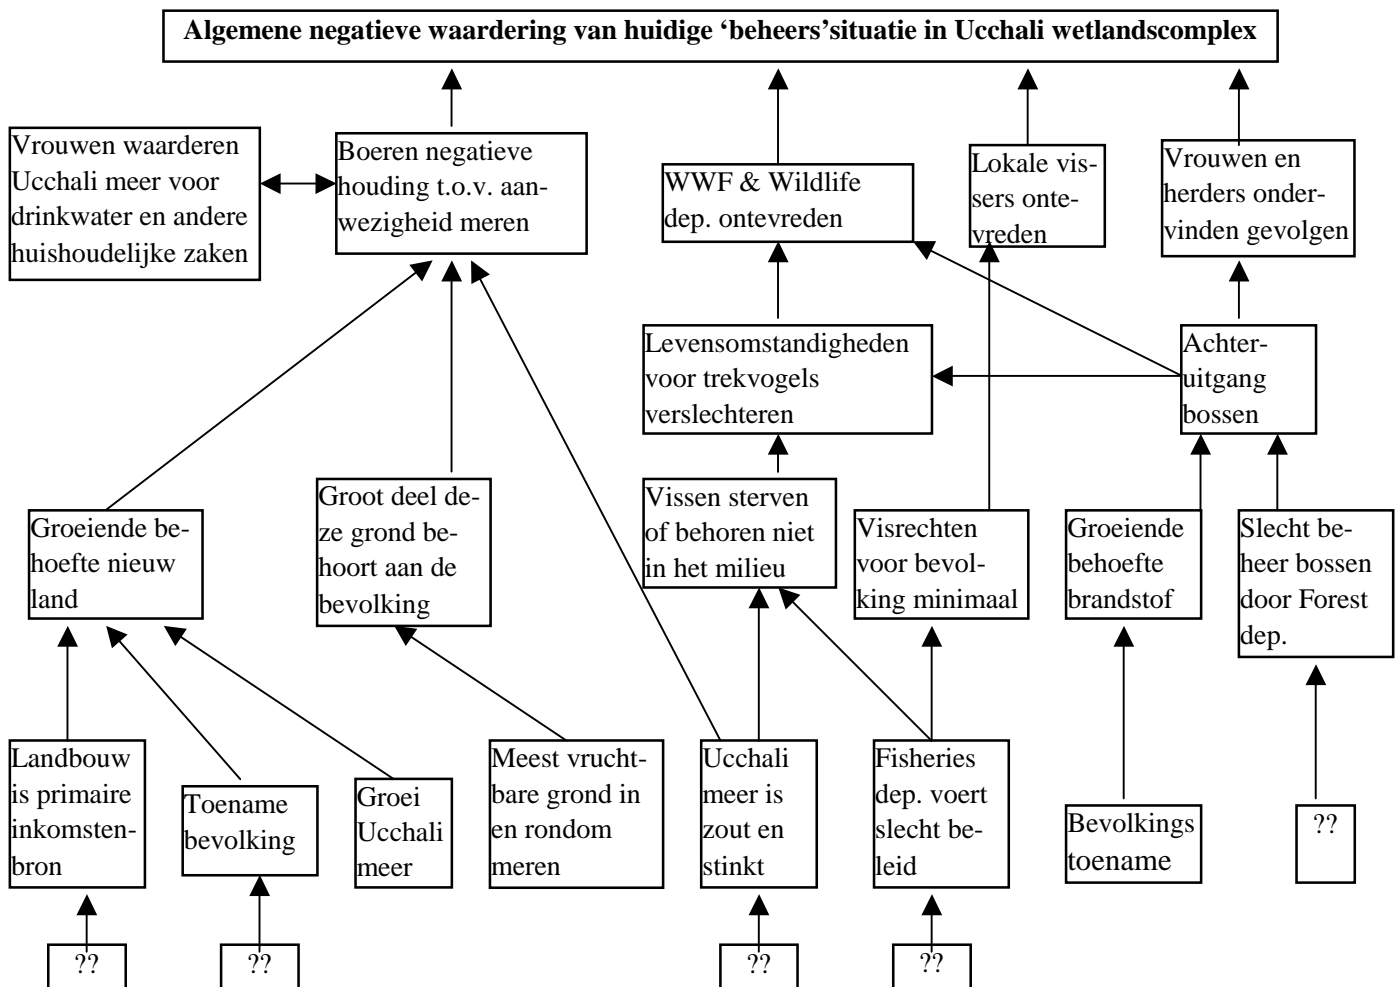 Algemene negatieve waardering van huidige ‘beheers’situatie in Ucchali wetlandscomplex
Vrouwen waarderen
Ucchali meer voor
drinkwater en andere
huishoudelijke zaken
Boeren negatieve
houding t.o.v. aan-
wezigheid meren
WWF & Wildlife
dep. ontevreden
Lokale vis-
sers onte-
vreden
Vrouwen en
herders onder-
vinden gevolgen
Levensomstandigheden
voor trekvogels
verslechteren
Achter-
uitgang
bossen
Groeiende be-
hoefte nieuw
land
Groot deel de-
ze grond be-
hoort aan de
bevolking
Vissen sterven
of behoren niet
in het milieu
Visrechten
voor bevol-
king minimaal
Groeiende
behoefte
brandstof
Slecht be-
heer bossen
door Forest
dep.
Landbouw
is primaire
inkomsten-
bron
Toename
bevolking
Groei
Ucchali
meer
Meest vrucht-
bare grond in
en rondom
meren
Ucchali
meer is
zout en
stinkt
Fisheries
dep. voert
slecht be-
leid
Bevolkings
toename
??
??
??
??
??